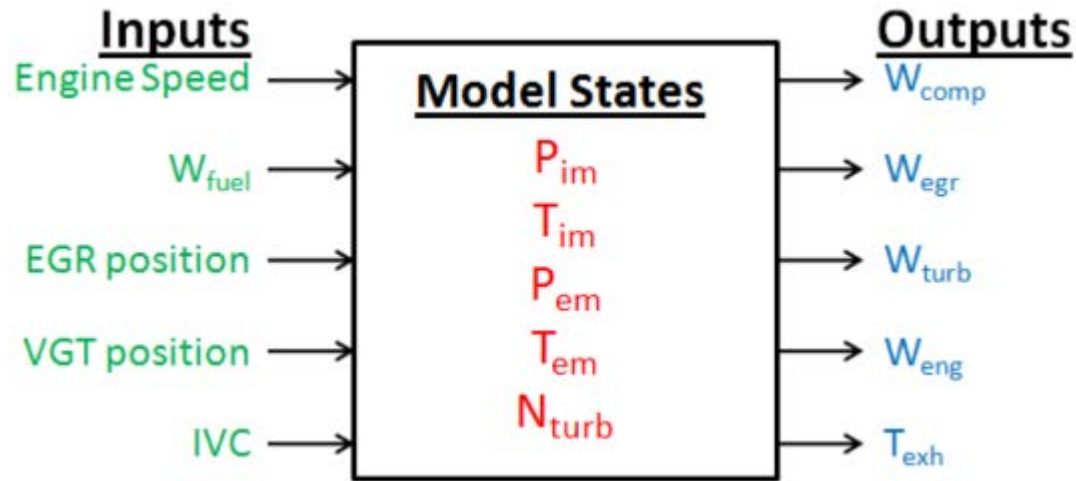 Inputs
Engine Speed
W_fuel
EGR position
VGT position
IVC
Model States
P_im
T_im
P_em
T_em
N_turb
Outputs
W_comp
W_egr
W_turb
W_eng
T_exh